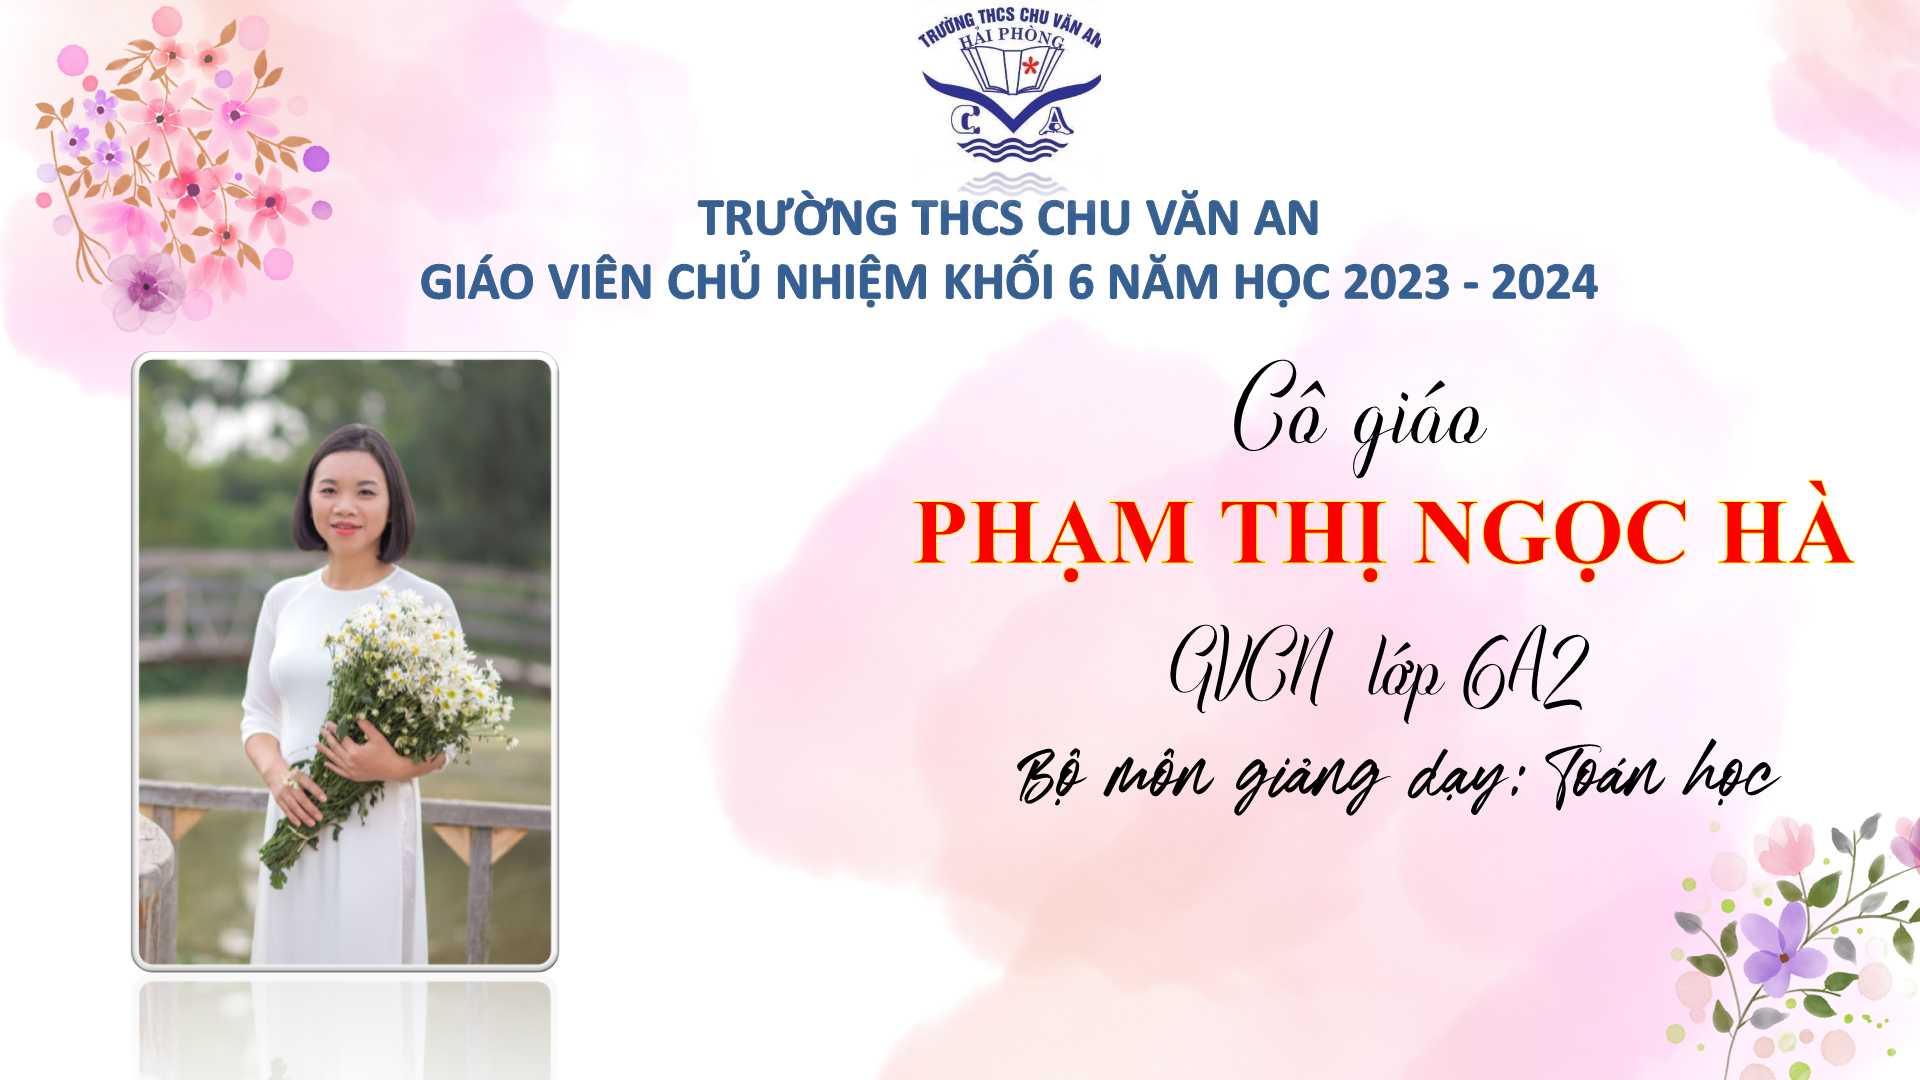 TRƯỜNG THCS CHU VĂN AN
HẢI PHÒNG
C A
TRƯỜNG THCS CHU VĂN AN
GIÁO VIÊN CHỦ NHIỆM KHỐI 6 NĂM HỌC 2023 - 2024
Cô giáo
PHẠM THỊ NGỌC HÀ
GVCN lớp 6A2
Bộ môn giảng dạy: Toán học